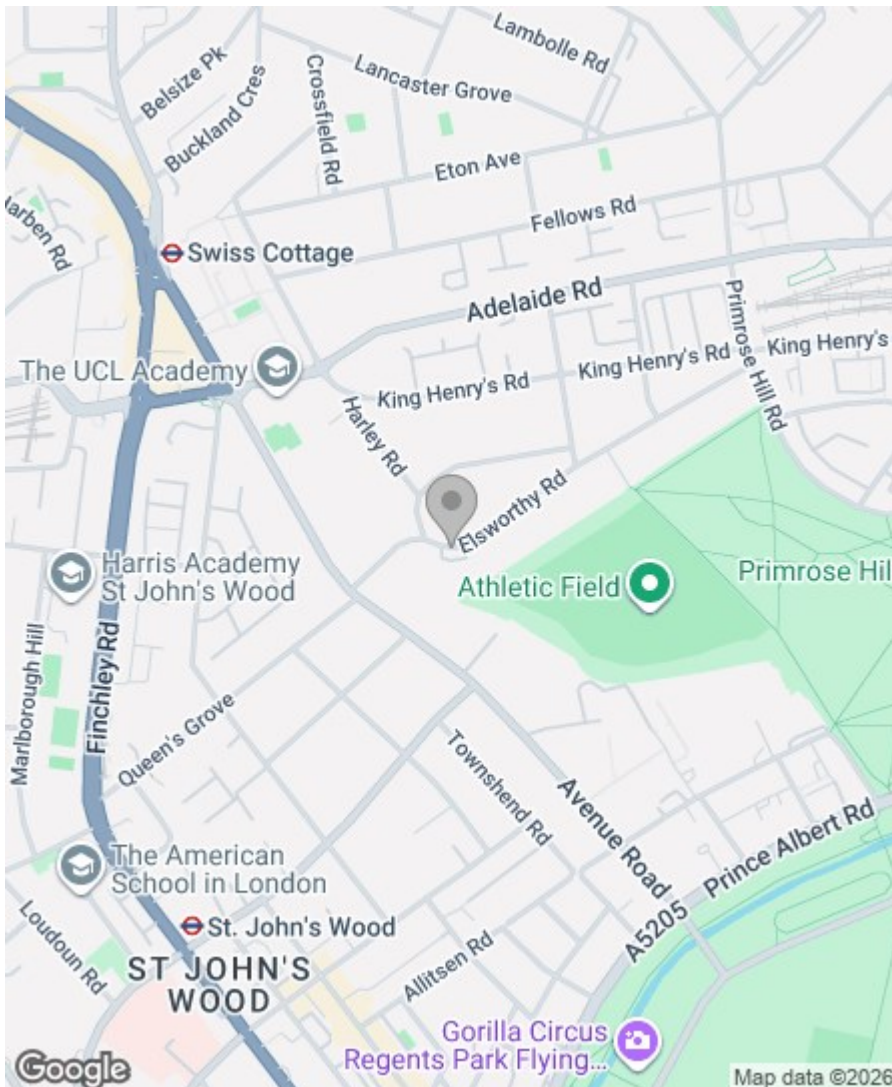 Lambolle Rd
Belsize Pk
Lancaster Grove
Crossfield Rd
Buckland Cres
Eton Ave
Harben Rd
Fellows Rd
Swiss Cottage
Adelaide Rd
Primrose Hill Rd
The UCL Academy
King Henry's Rd
King Henry's Rd
King Henry's
Harley Rd
Elsworthy Rd
Harris Academy
St John's Wood
Athletic Field
Primrose Hil
Marlborough Hill
Finchley Rd
Queen's Grove
Townshend Rd
Avenue Road
Prince Albert Rd
The American
School in London
Loudoun Rd
St. John's Wood
A5205
Allitsen Rd
ST JOHN'S
WOOD
Gorilla Circus
Regents Park Flying...
Google
Map data ©2026